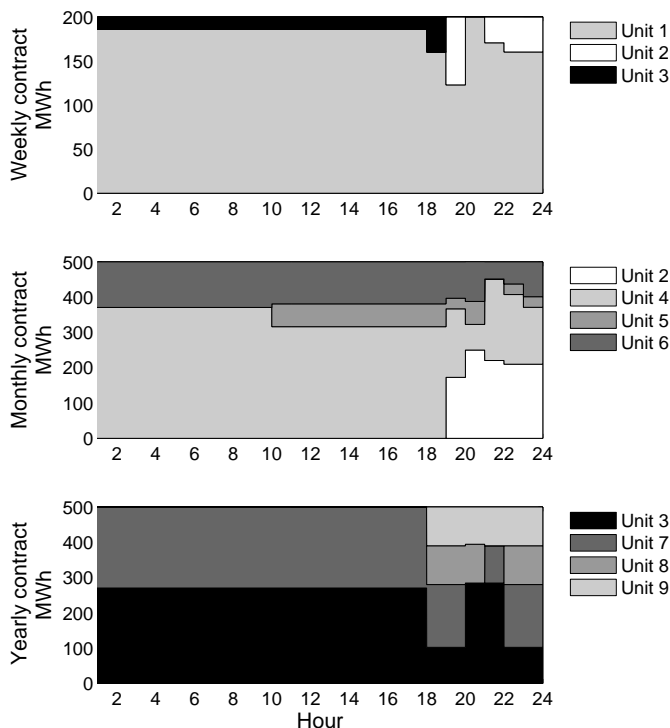 Weekly contract
MWh
200
150
100
50
0
2 4 6 8 10 12 14 16 18 20 22 24
Unit 1
Unit 2
Unit 3
Monthly contract
MWh
500
400
300
200
100
0
2 4 6 8 10 12 14 16 18 20 22 24
Unit 2
Unit 4
Unit 5
Unit 6
Yearly contract
MWh
500
400
300
200
100
0
2 4 6 8 10 12 14 16 18 20 22 24
Hour
Unit 3
Unit 7
Unit 8
Unit 9